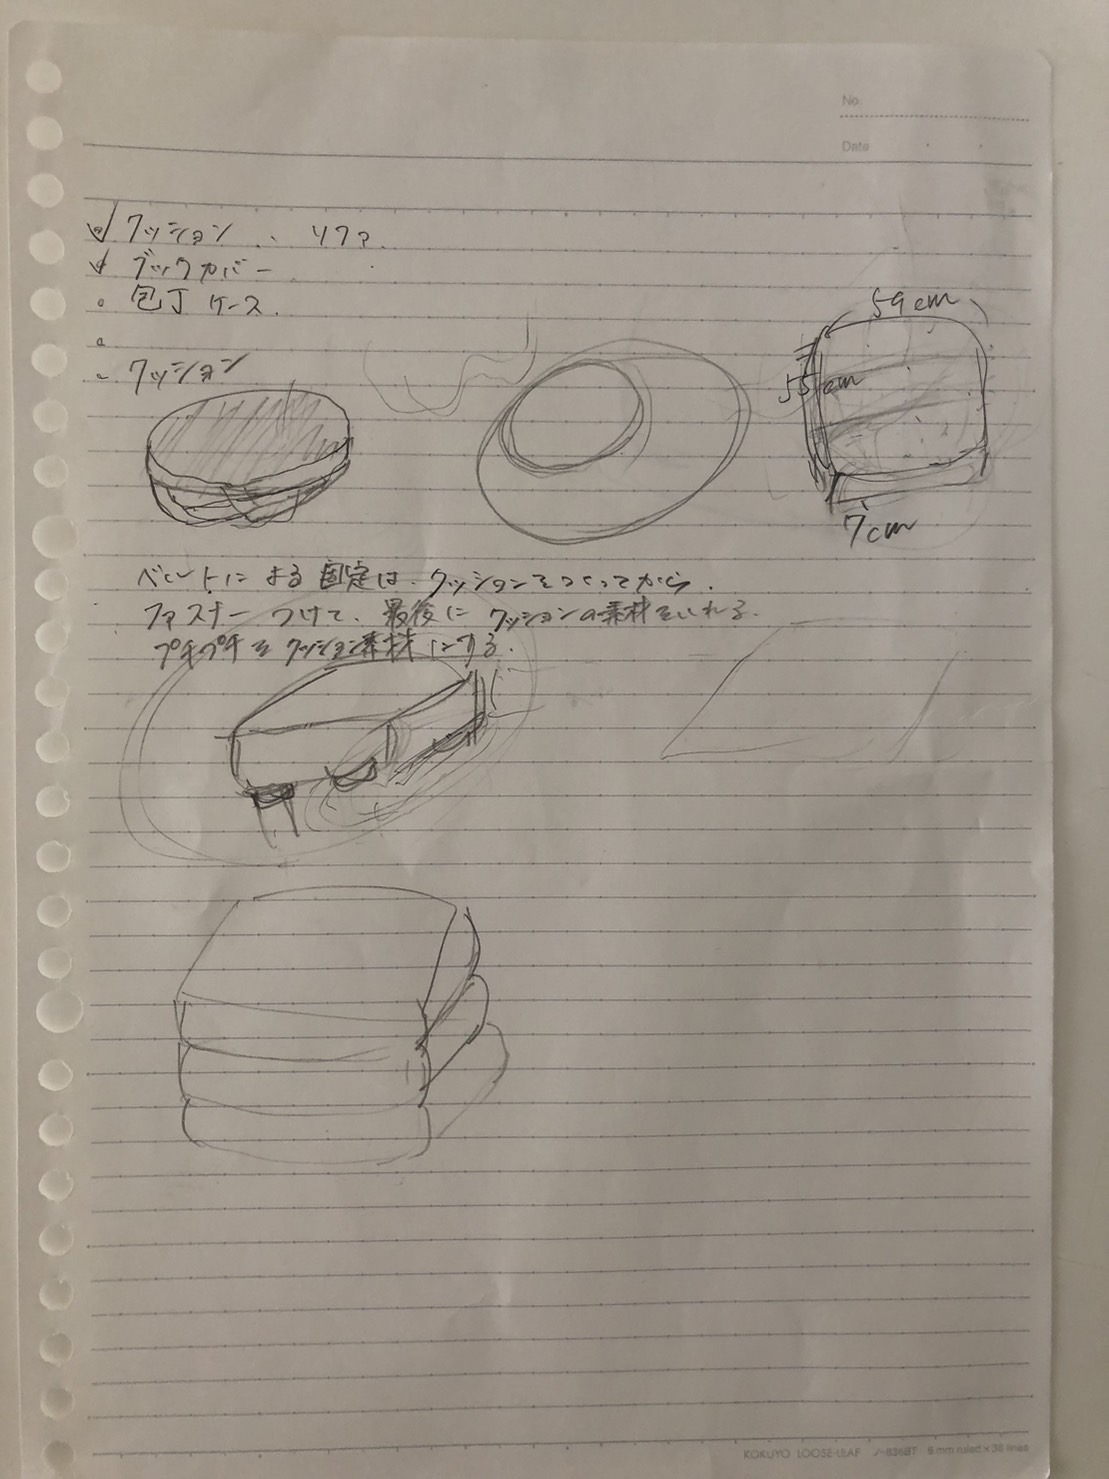 No.
Date
クッション .. ソファ.
ブックカバー
包丁ケース.
クッション
59cm
55cm
7cm
ベルトによる固定は、クッションをつくってから.
ファスナーつけて、最後にクッションの素材をいれる.
プチプチをクッション素材にする.
KOKUYO LOOSE-LEAF ノ-836BT 6 mm ruled×36 lines